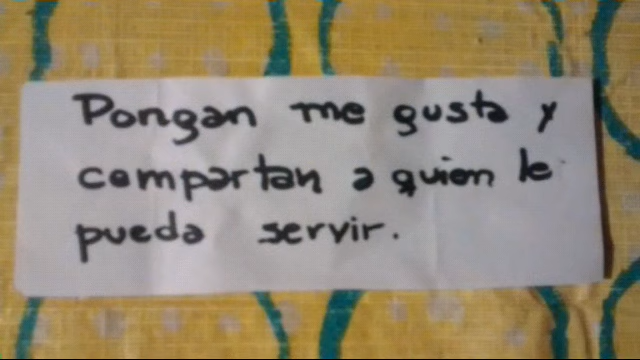 Pongan me gusta y
compartan a quien le
pueda servir.